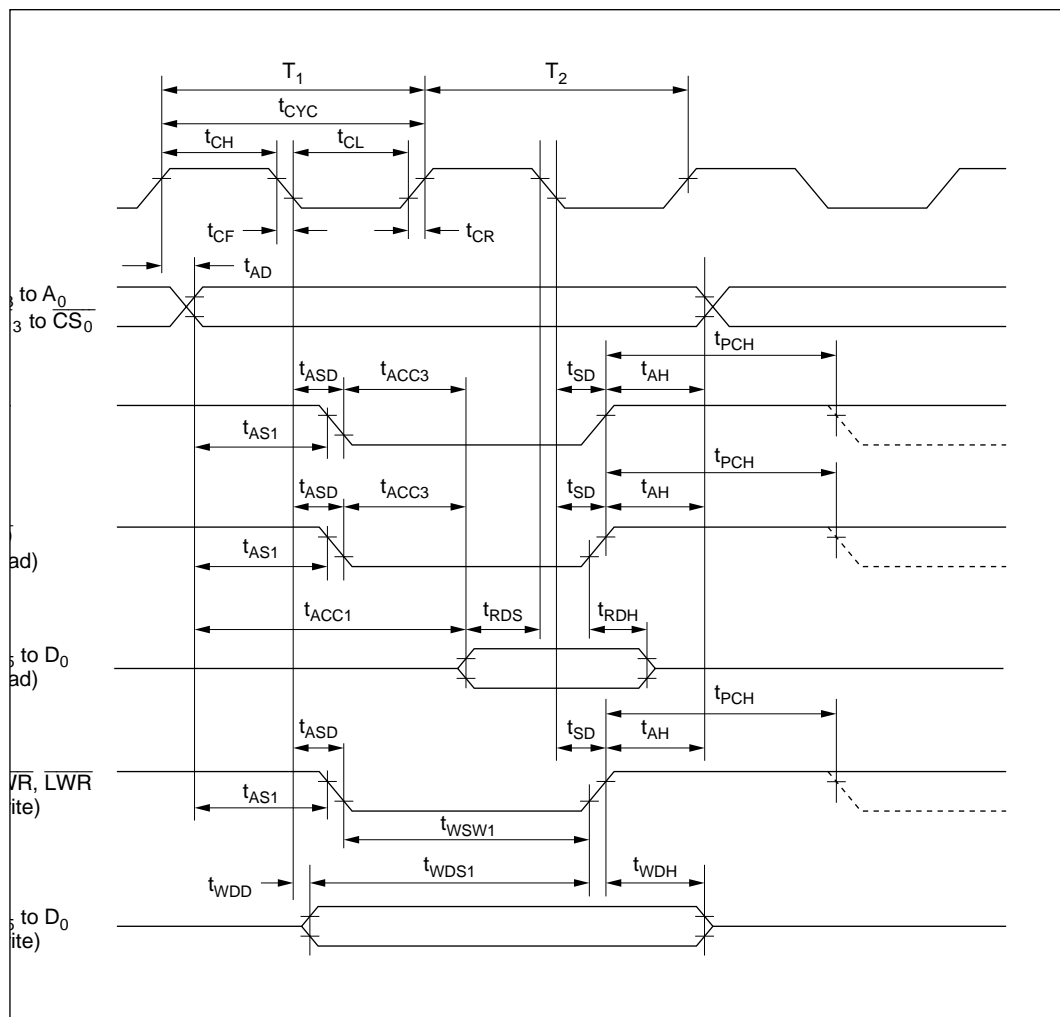 T1 T2
tCYC
tCH tCL
tCF tCR
tAD
to A0
3 to CS0
tPCH
tASD tACC3 tSD tAH
tAS1
tPCH
tASD tACC3 tSD tAH
tAS1
tACC1 tRDS tRDH
to D0
tPCH
tASD tSD tAH
LWR
tAS1
tWSW1
tWDS1 tWDH
tWDD
to D0